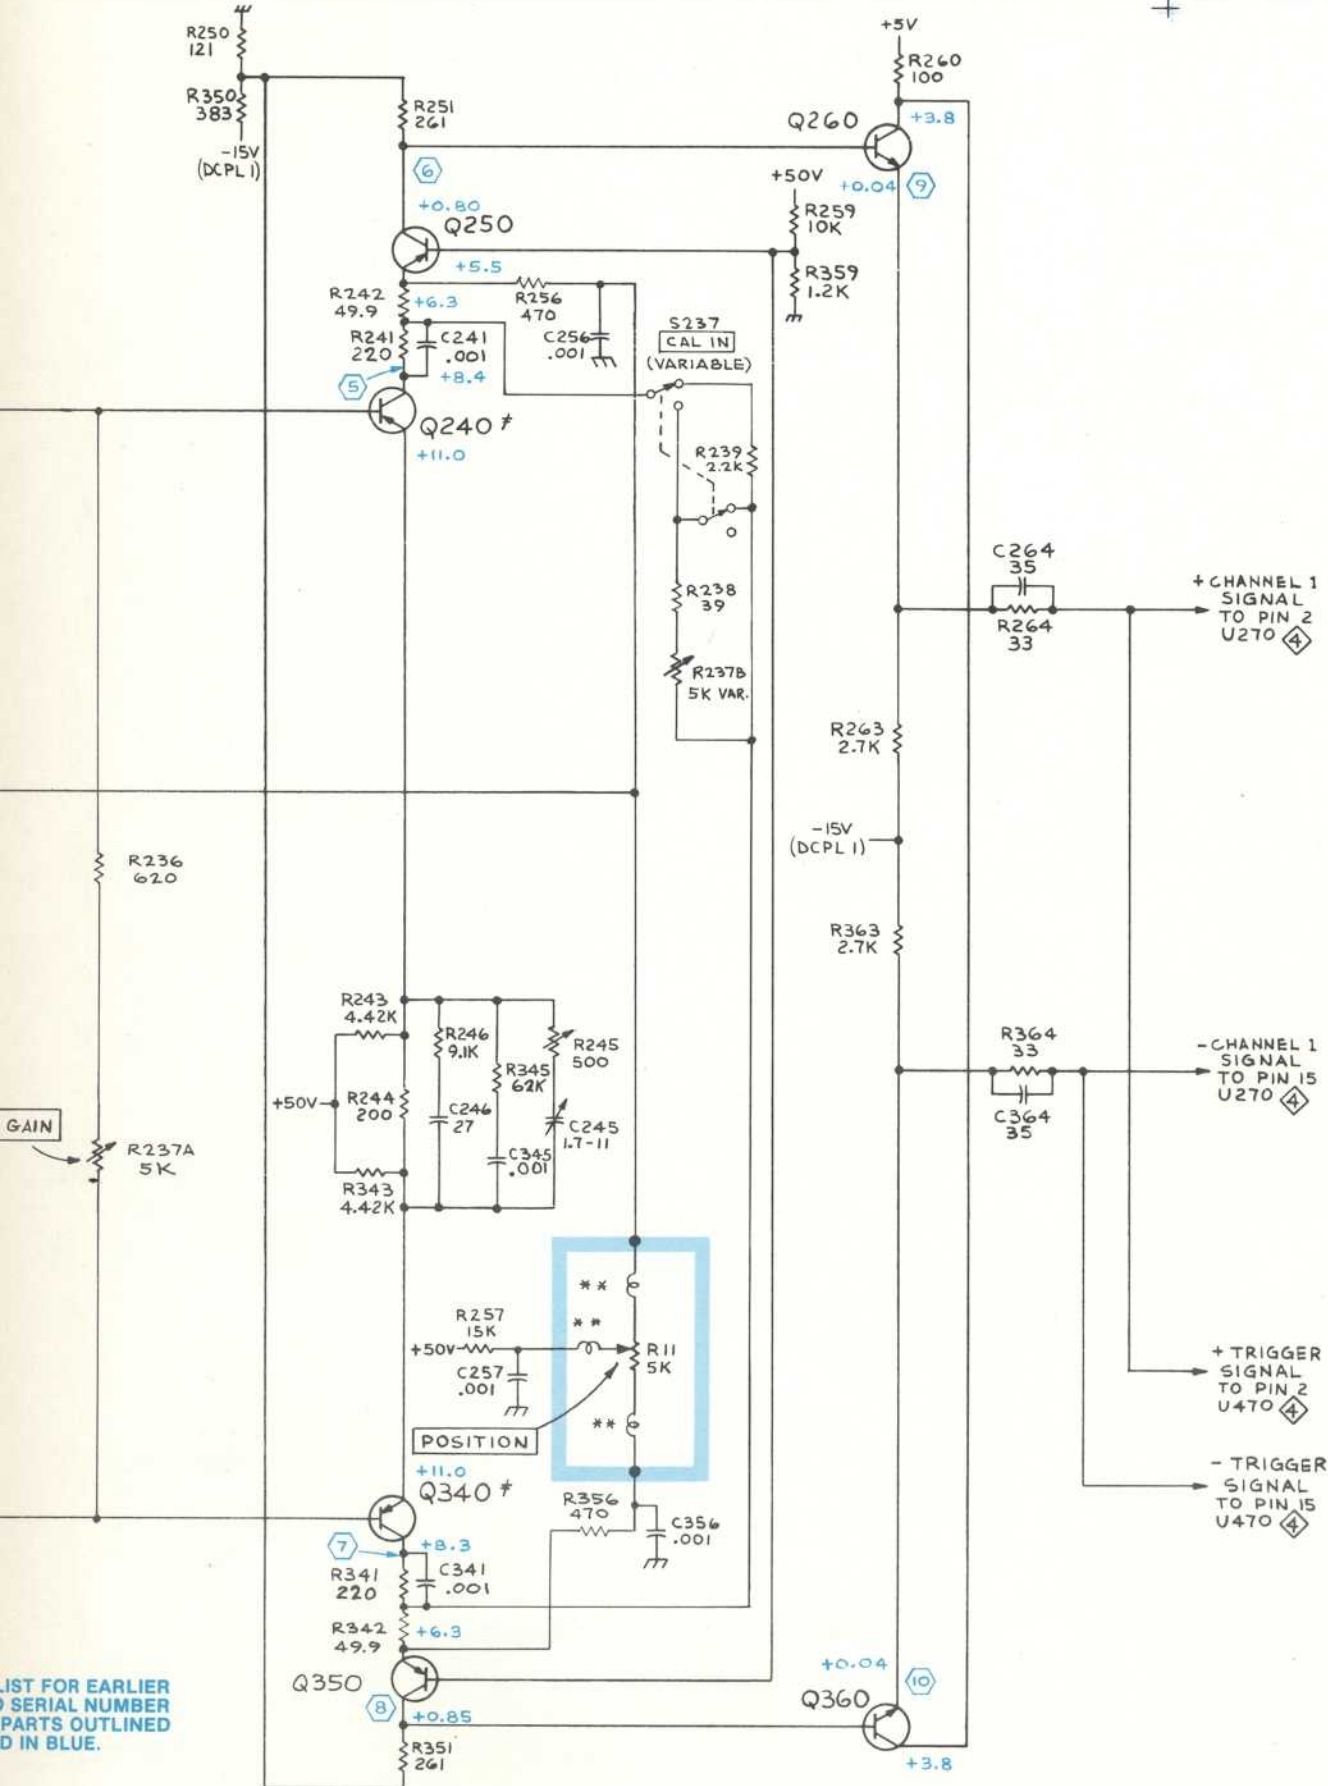 R250
121
R350
383
-15V
(DCPL 1)
R251
261
6
+0.80
Q250
+5.5
R242
49.9
+6.3
R256
470
R241
220
C241
.001
C256
.001
5
+8.4
Q240 ≠
+11.0
+5V
R260
100
+3.8
Q260
+0.04
9
+50V
R259
10K
R359
1.2K
S237
CAL IN
(VARIABLE)
R239
2.2K
R238
39
R237B
5K VAR.
C264
35
R264
33
+ CHANNEL 1
SIGNAL
TO PIN 2
U270 4
R263
2.7K
-15V
(DCPL 1)
R363
2.7K
R236
620
GAIN
R237A
5K
R243
4.42K
R246
9.1K
R345
62K
R245
500
+50V
R244
200
C246
27
C245
1.7-11
C345
.001
R343
4.42K
R364
33
C364
35
- CHANNEL 1
SIGNAL
TO PIN 15
U270 4
**
R257
15K
**
+50V
R11
5K
C257
.001
**
POSITION
+ TRIGGER
SIGNAL
TO PIN 2
U470 4
- TRIGGER
SIGNAL
TO PIN 15
U470 4
+11.0
Q340 ≠
R356
470
C356
.001
7
+8.3
R341
220
C341
.001
R342
49.9
+6.3
Q350
8
+0.85
R351
261
+0.04
10
Q360
+3.8
LIST FOR EARLIER
SERIAL NUMBER
PARTS OUTLINED
D IN BLUE.